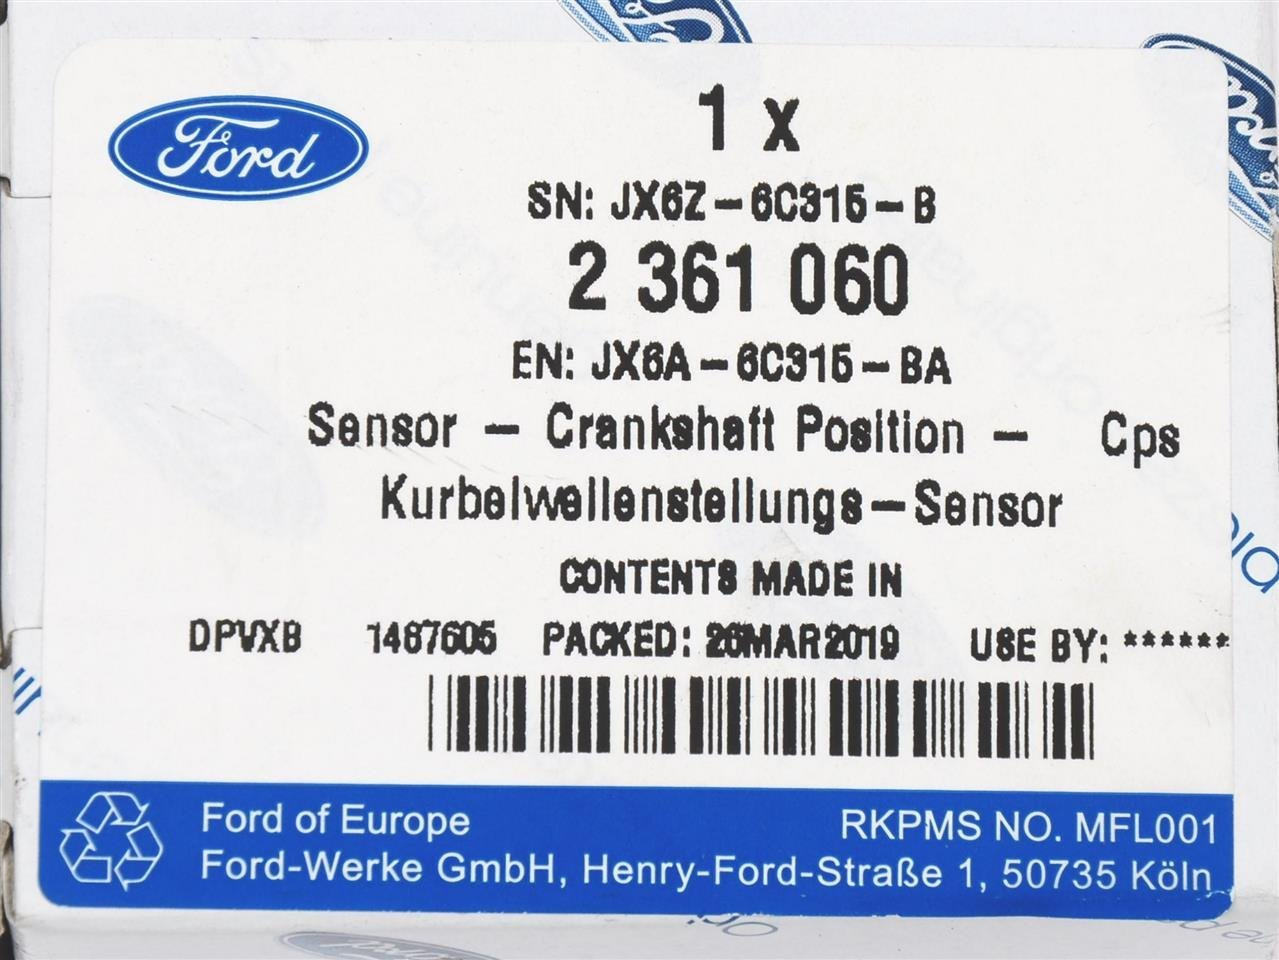 Ford
1 x
SN: JX6Z-6C315-B
2 361 060
EN: JX6A-6C315-BA
Sensor - Crankshaft Position - Cps
Kurbelwellenstellungs-Sensor
CONTENTS MADE IN
DPVXB 1487605 PACKED: 26MAR2019 USE BY: ******
Ford of Europe RKPMS NO. MFL001
Ford-Werke GmbH, Henry-Ford-Straße 1, 50735 Köln